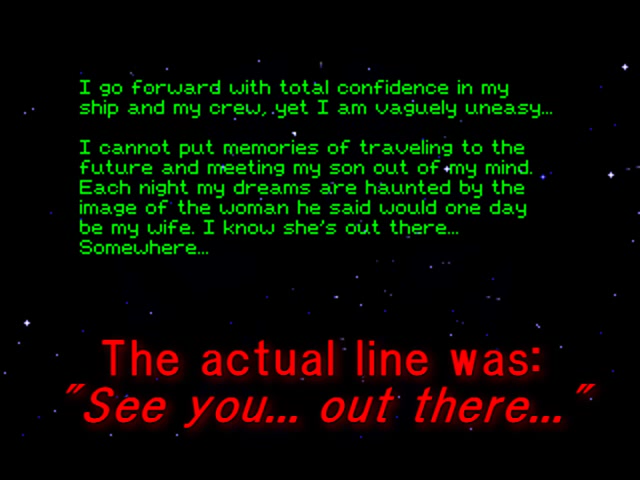 I go forward with total confidence in my
ship and my crew, yet I am vaguely uneasy...
I cannot put memories of traveling to the
future and meeting my son out of my mind.
Each night my dreams are haunted by the
image of the woman he said would one day
be my wife. I know she's out there...
Somewhere...
The actual line was:
"See you... out there..."